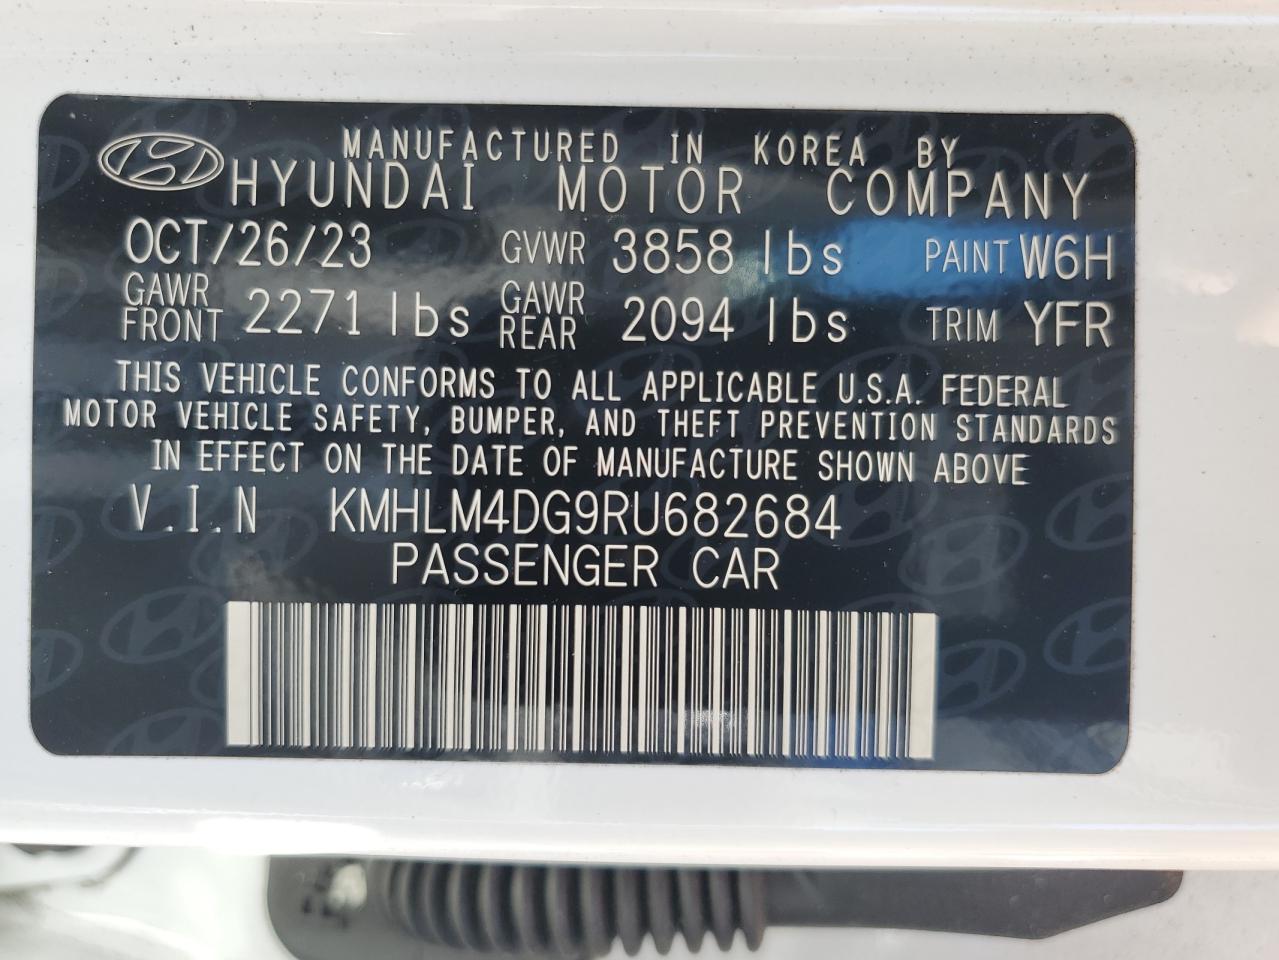 MANUFACTURED IN KOREA BY
HYUNDAI MOTOR COMPANY
OCT/26/23 GVWR 3858 lbs PAINT W6H
GAWR FRONT 2271 lbs GAWR REAR 2094 lbs TRIM YFR
THIS VEHICLE CONFORMS TO ALL APPLICABLE U.S.A. FEDERAL
MOTOR VEHICLE SAFETY, BUMPER, AND THEFT PREVENTION STANDARDS
IN EFFECT ON THE DATE OF MANUFACTURE SHOWN ABOVE
V.I.N KMHLM4DG9RU682684
PASSENGER CAR